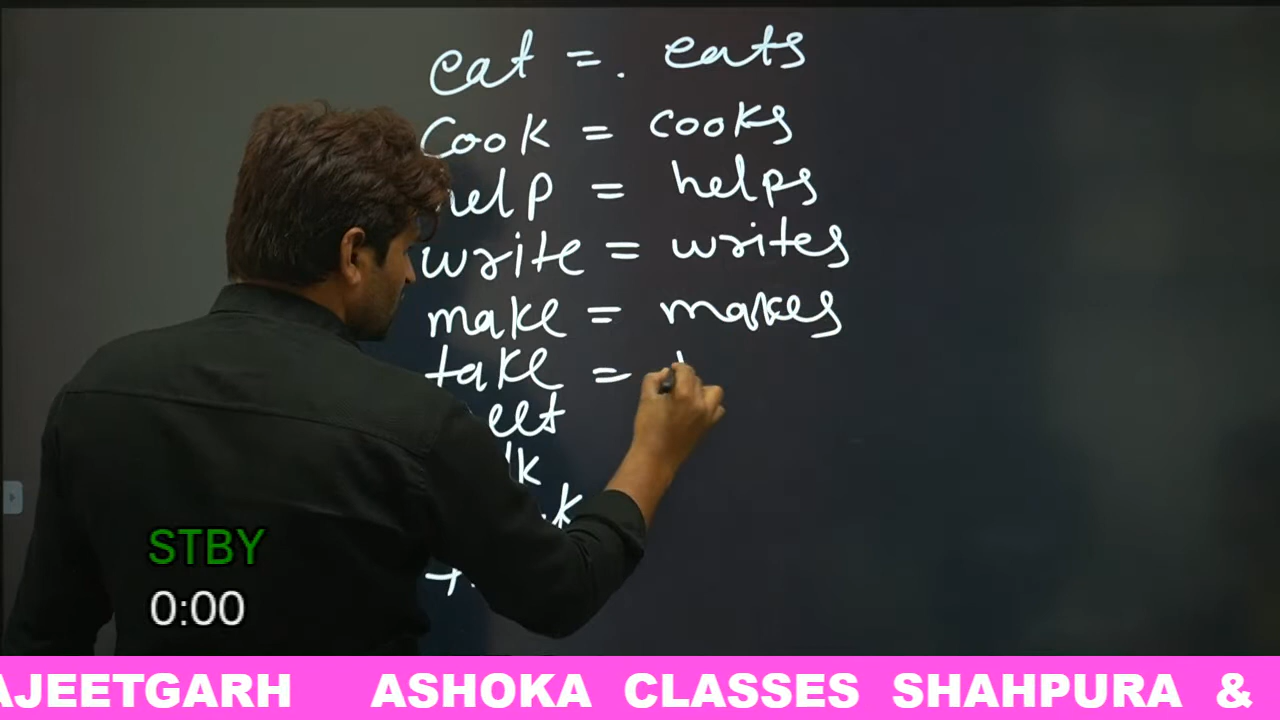 eat = . eats
cook = cooks
help = helps
write = writes
make = makes
take =
STBY
0:00
AJEETGARH ASHOKA CLASSES SHAHPURA &